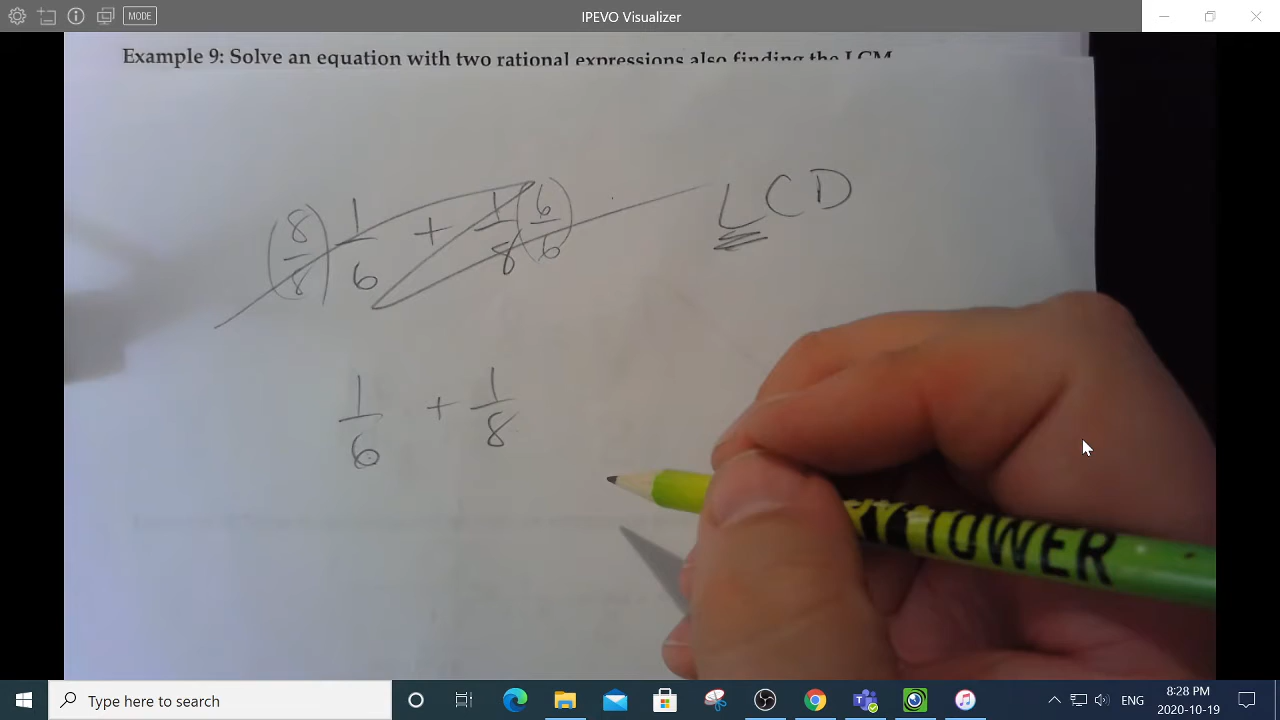 MODE
IPEVO Visualizer
Example 9: Solve an equation with two rational expressions also finding the LCM
(8/8) 1/6 + 1/8 (6/6)
LCD
1/6 + 1/8
TOWER
Type here to search
ENG
8:28 PM
2020-10-19